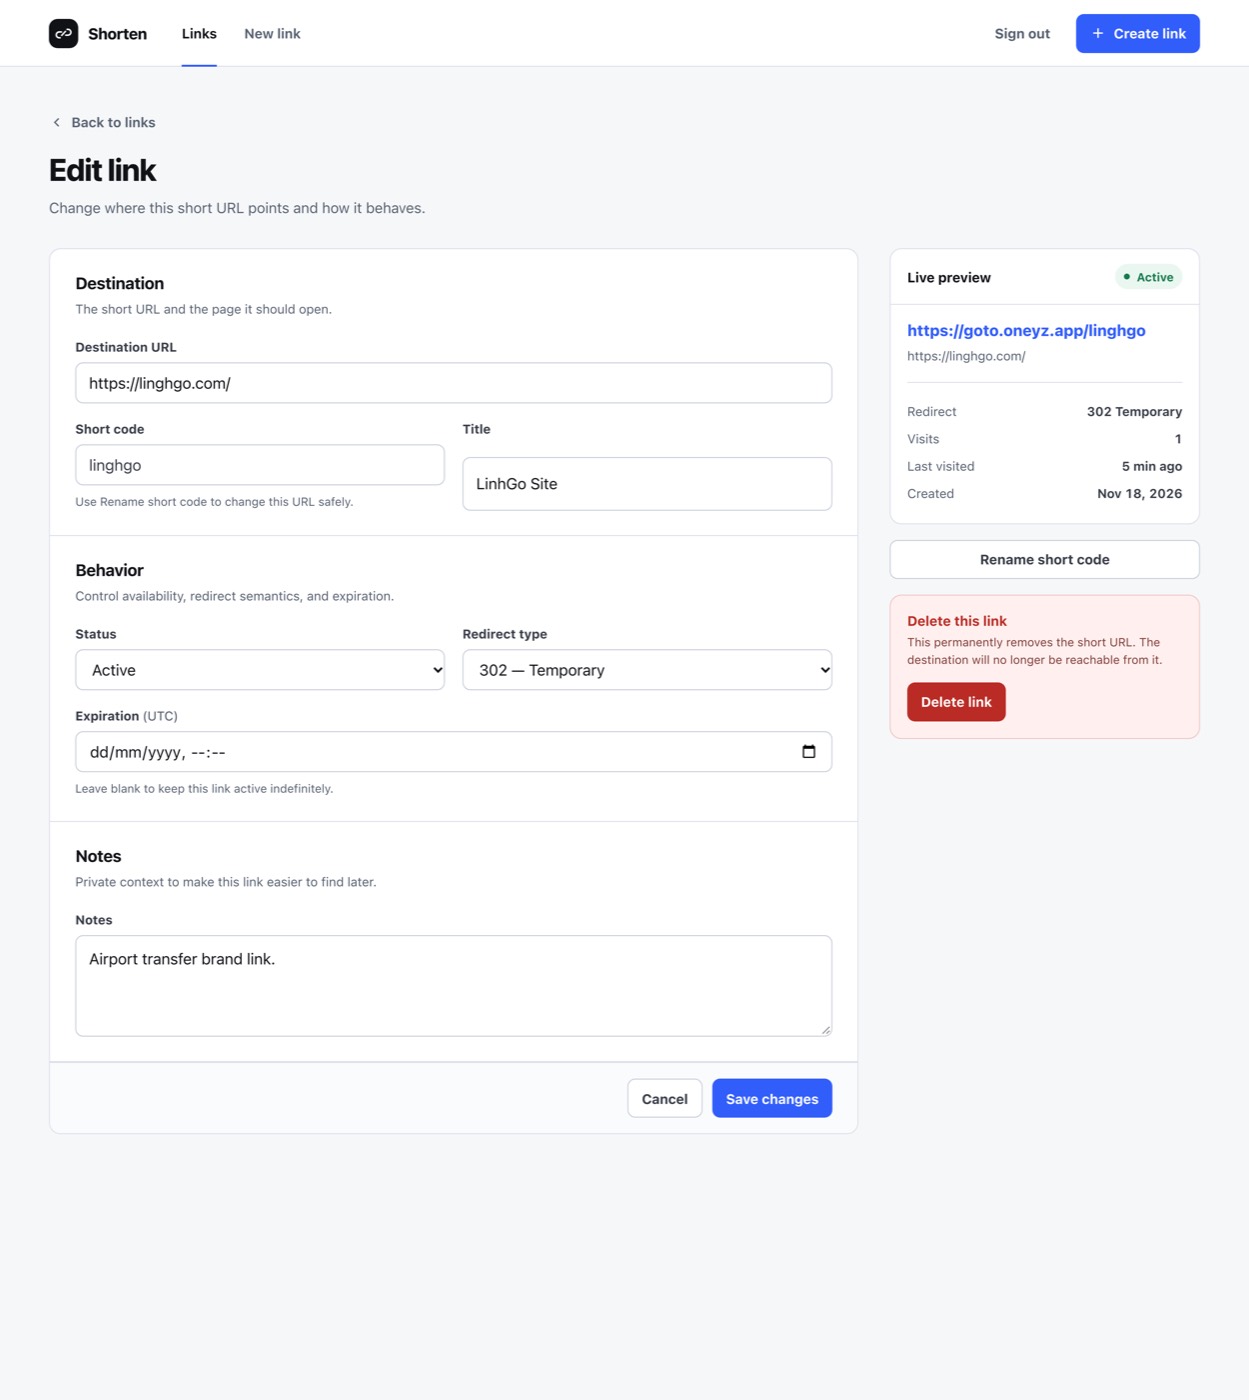 Shorten
Links
New link
Sign out
+ Create link
Back to links
Edit link
Change where this short URL points and how it behaves.
Destination
The short URL and the page it should open.
Destination URL
https://linghgo.com/
Short code
linghgo
Use Rename short code to change this URL safely.
Title
LinhGo Site
Behavior
Control availability, redirect semantics, and expiration.
Status
Active
Redirect type
302 — Temporary
Expiration (UTC)
dd/mm/yyyy, --:--
Leave blank to keep this link active indefinitely.
Notes
Private context to make this link easier to find later.
Notes
Airport transfer brand link.
Cancel
Save changes
Live preview
Active
https://goto.oneyz.app/linghgo
https://linghgo.com/
Redirect 302 Temporary
Visits 1
Last visited 5 min ago
Created Nov 18, 2026
Rename short code
Delete this link
This permanently removes the short URL. The
destination will no longer be reachable from it.
Delete link